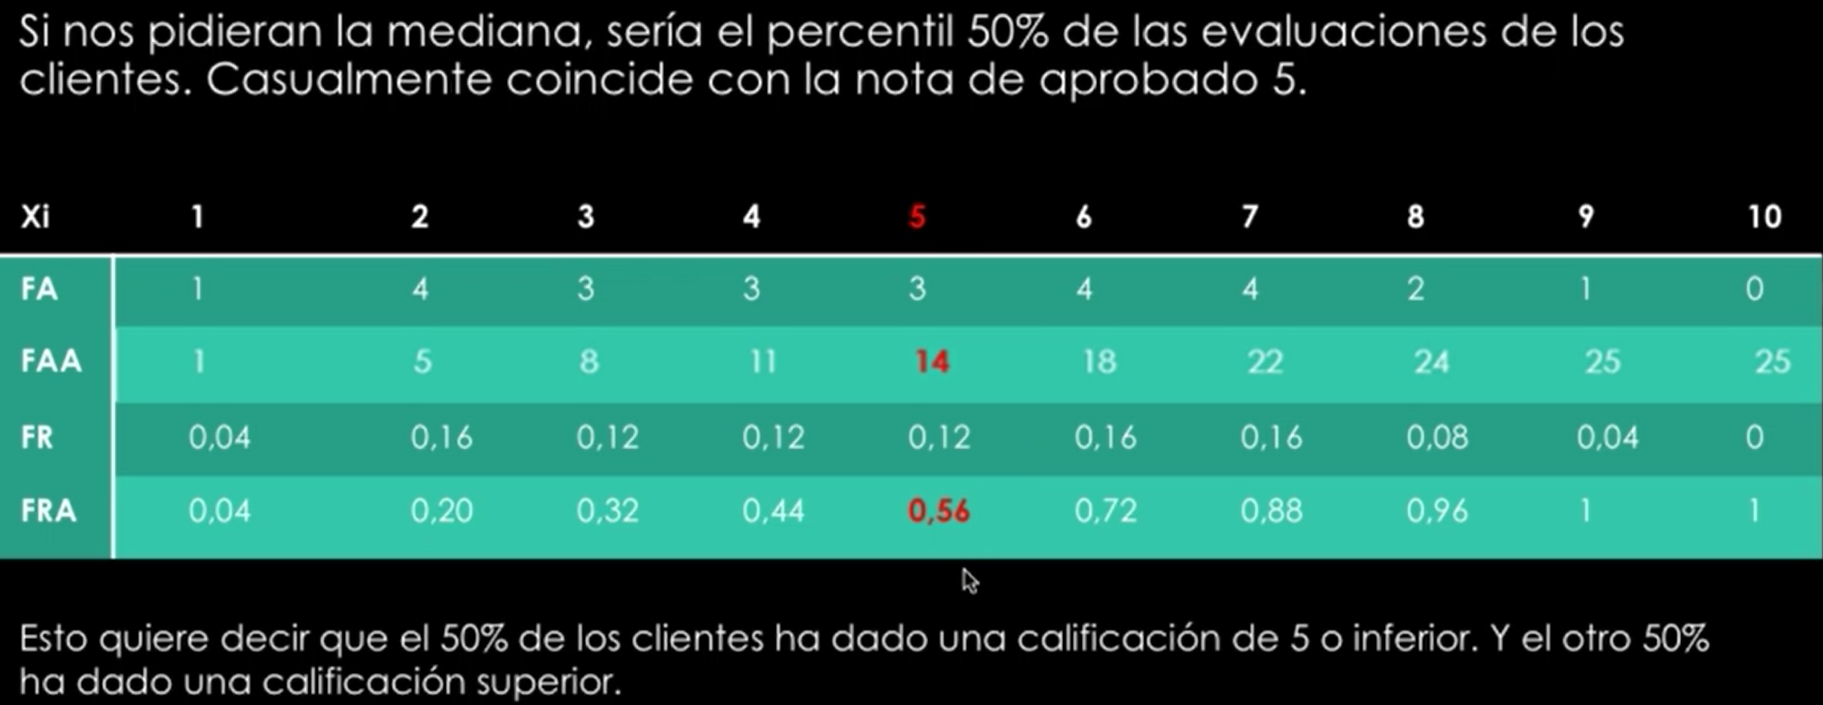 Si nos pidieran la mediana, sería el percentil 50% de las evaluaciones de los
clientes. Casualmente coincide con la nota de aprobado 5.
Xi 1 2 3 4 5 6 7 8 9 10
FA 1 4 3 3 3 4 4 2 1 0
FAA 1 5 8 11 14 18 22 24 25 25
FR 0,04 0,16 0,12 0,12 0,12 0,16 0,16 0,08 0,04 0
FRA 0,04 0,20 0,32 0,44 0,56 0,72 0,88 0,96 1 1
Esto quiere decir que el 50% de los clientes ha dado una calificación de 5 o inferior. Y el otro 50%
ha dado una calificación superior.